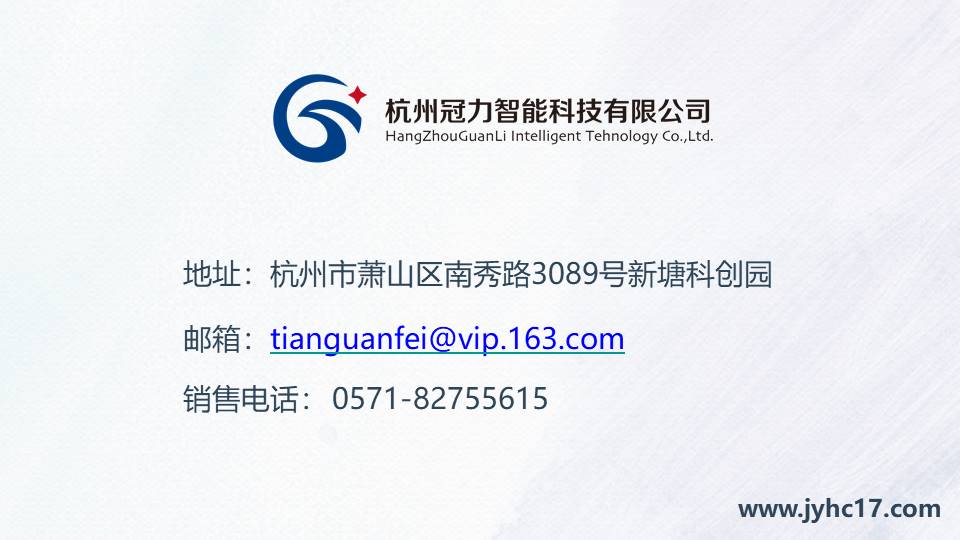 杭州冠力智能科技有限公司
HangZhouGuanLi Intelligent Tehnology Co.,Ltd.
地址：杭州市萧山区南秀路3089号新塘科创园
邮箱：tianguanfei@vip.163.com
销售电话： 0571-82755615
www.jyhc17.com